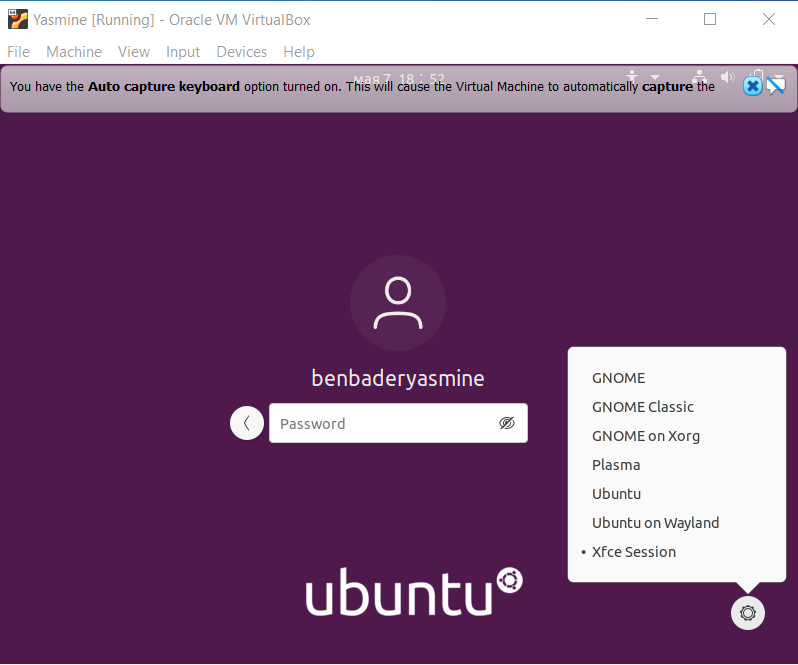 Yasmine [Running] - Oracle VM VirtualBox
File Machine View Input Devices Help
мая 7 18 : 52
You have the Auto capture keyboard option turned on. This will cause the Virtual Machine to automatically capture the
benbaderyasmine
Password
GNOME
GNOME Classic
GNOME on Xorg
Plasma
Ubuntu
Ubuntu on Wayland
• Xfce Session
ubuntu